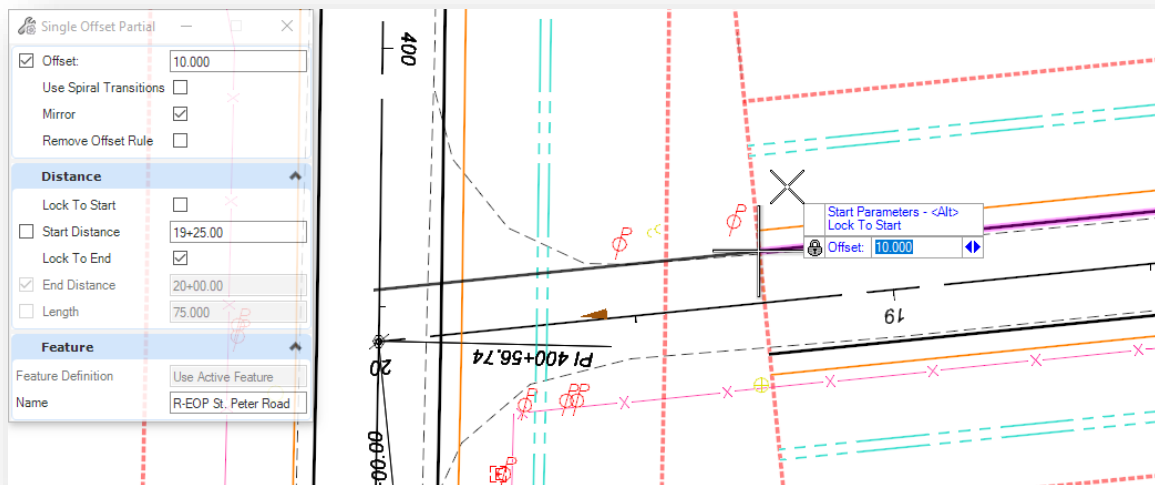 Single Offset Partial
Offset: 10.000
Use Spiral Transitions
Mirror
Remove Offset Rule
Distance
Lock To Start
Start Distance 19+25.00
Lock To End
End Distance 20+00.00
Length 75.000
Feature
Feature Definition Use Active Feature
Name R-EOP St. Peter Road
400
P
P
Start Parameters - <Alt>
Lock To Start
Offset: 10.000
19
PI 400+56.74
20
PP
P
P
00.00